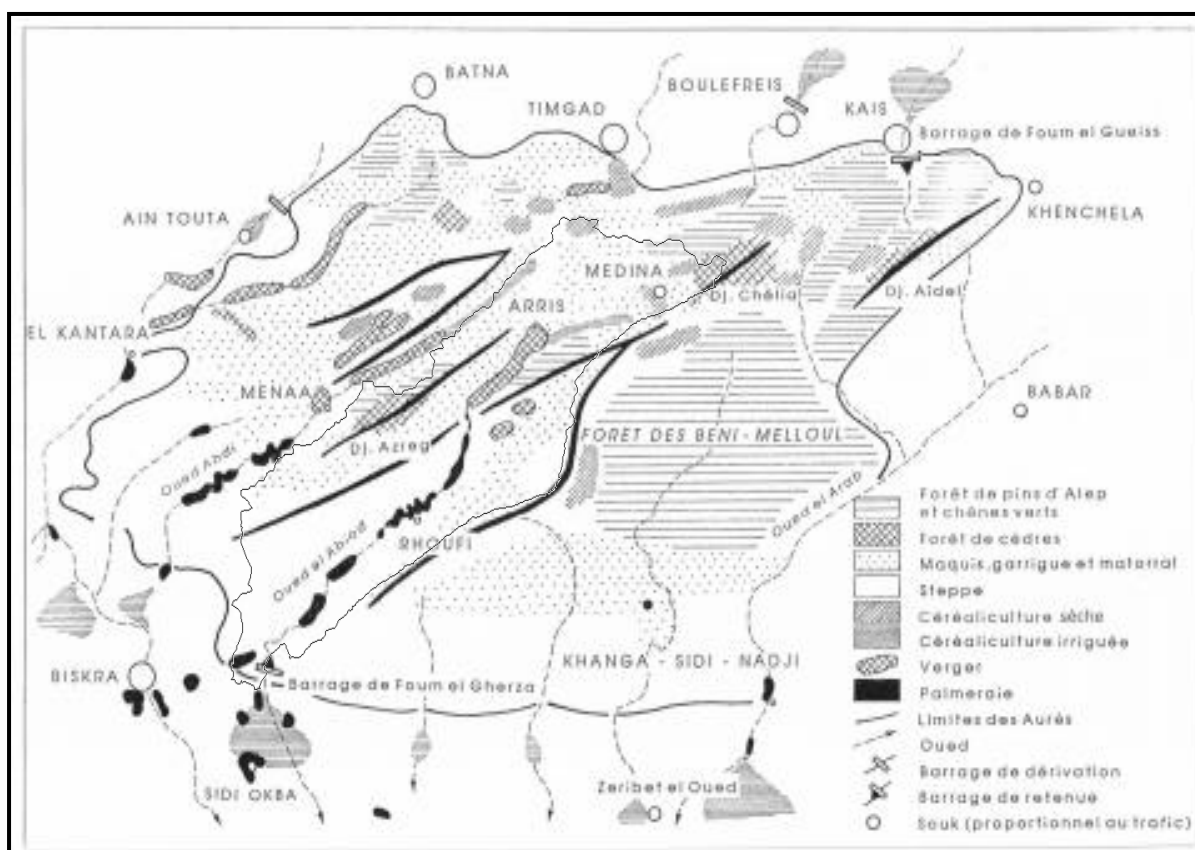 BATNA
BOULEFREIS
TIMGAD
KAIS
Barrage de Foum el Gueiss
AIN TOUTA
KHENCHELA
MEDINA
DJ. Chélia
DJ. Aïdel
ARRIS
EL KANTARA
MENAA
BABAR
FORET DES BENI-MELLOUL
DJ. Azreg
Oued Abdi
Oued el Arab
RHOUFI
Oued el Abiod
KHANGA - SIDI - NADJI
BISKRA
Barrage de Foum el Gherza
SIDI OKBA
Zeribet el Oued
Forêt de pins d'Alep
et chênes verts
Forêt de cèdres
Maquis, garrigue et matorral
Steppe
Céréaliculture sèche
Céréaliculture irriguée
Verger
Palmeraie
Limites des Aurès
Oued
Barrage de dérivation
Barrage de retenue
Souk (proportionnel au trafic)